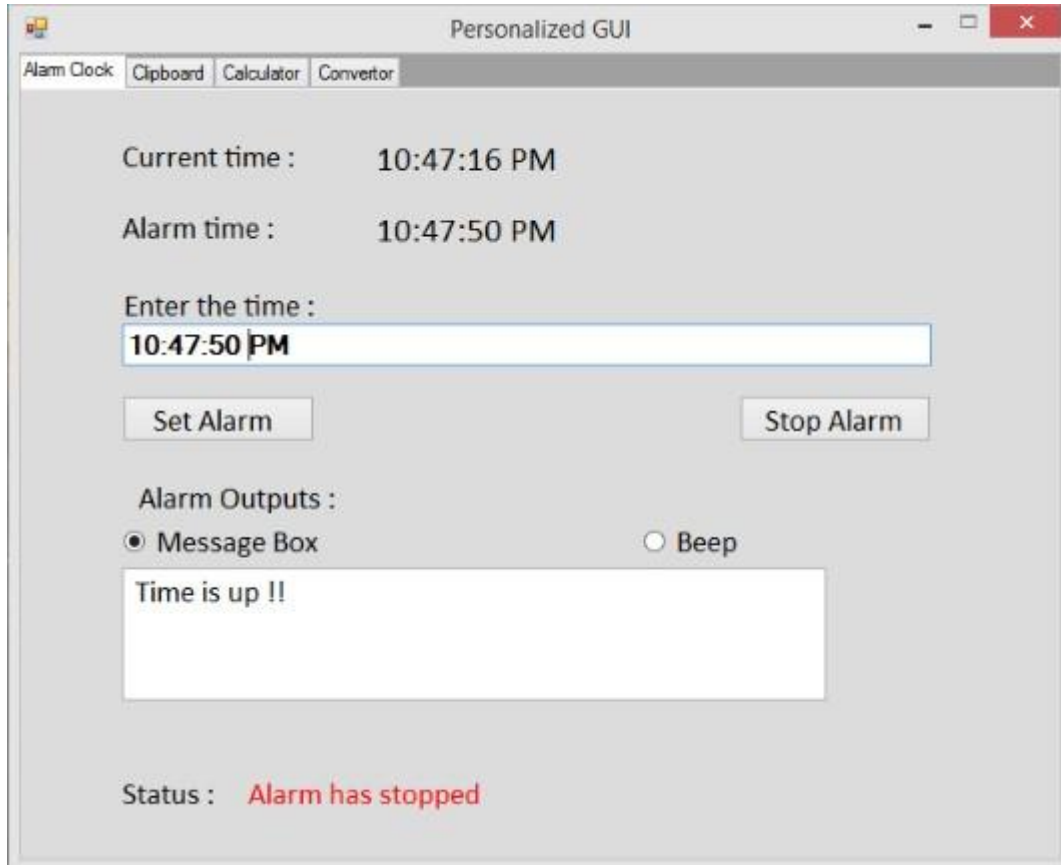 Personalized GUI
Alarm Clock Clipboard Calculator Convertor
Current time : 10:47:16 PM
Alarm time : 10:47:50 PM
Enter the time :
10:47:50 PM
Set Alarm Stop Alarm
Alarm Outputs :
Message Box Beep
Time is up !!
Status : Alarm has stopped